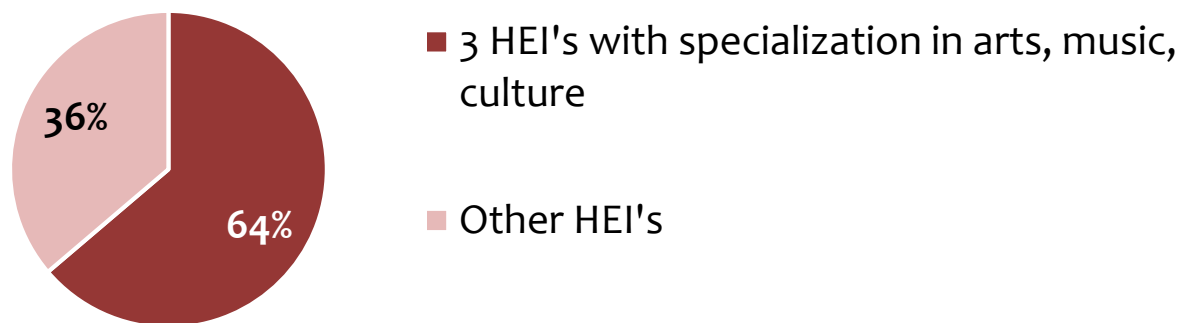 3 HEI's with specialization in arts, music,
culture
36%
64%
Other HEI's